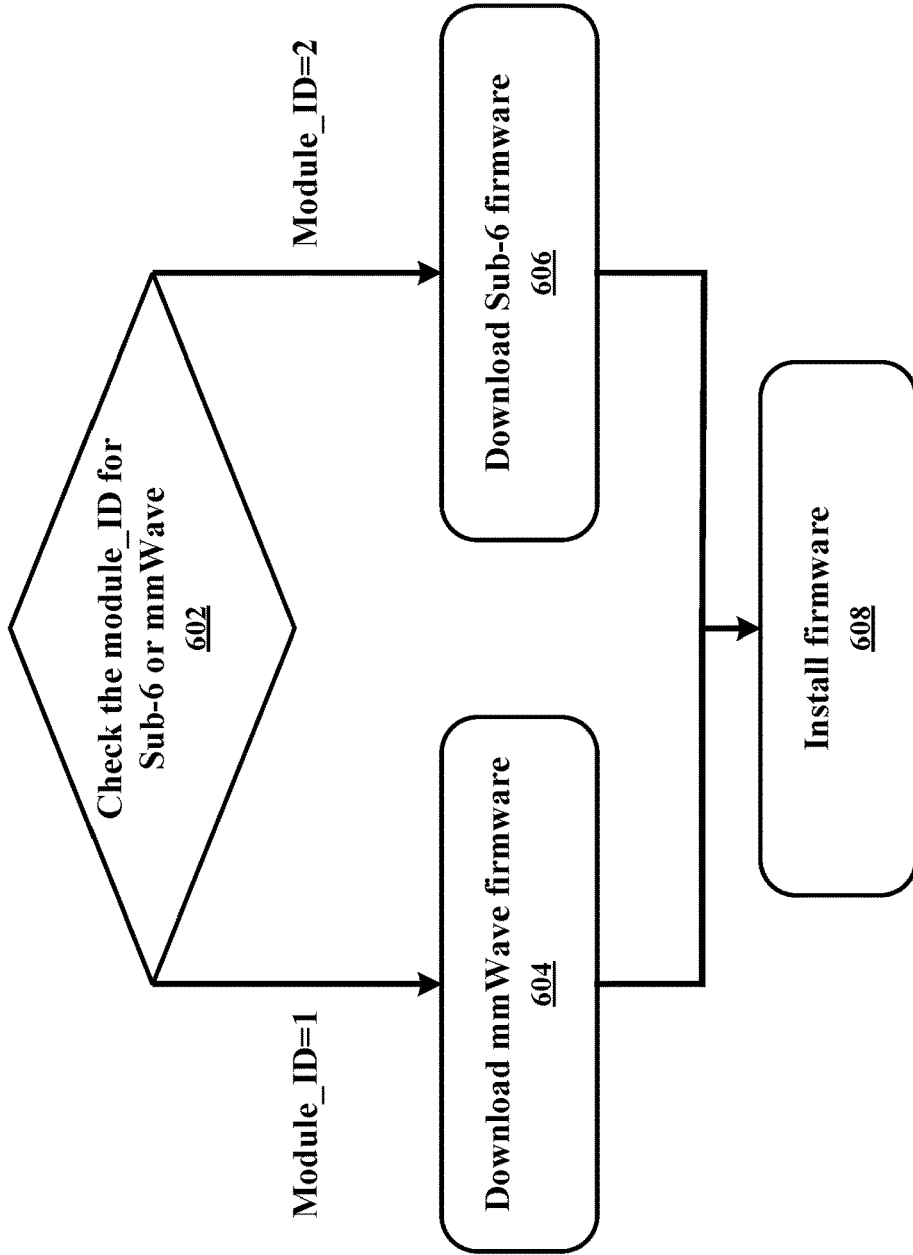 Check the module_ID for
Sub-6 or mmWave
602
Module_ID=1
Module_ID=2
Download mmWave firmware
604
Download Sub-6 firmware
606
Install firmware
608